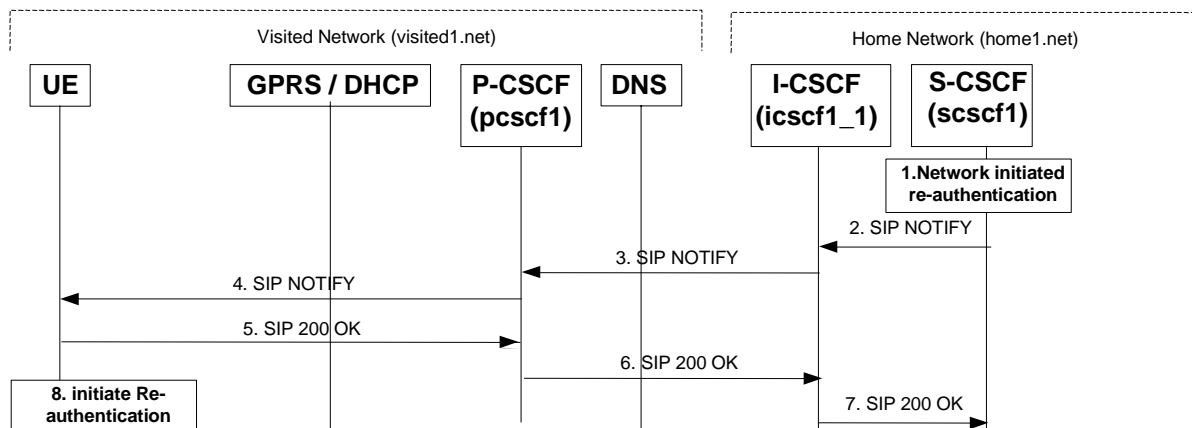 Visited Network (visited1.net)
Home Network (home1.net)
UE
GPRS / DHCP
P-CSCF
(pcscf1)
DNS
I-CSCF
(icscf1_1)
S-CSCF
(scscf1)
1.Network initiated
re-authentication
2. SIP NOTIFY
3. SIP NOTIFY
4. SIP NOTIFY
5. SIP 200 OK
6. SIP 200 OK
7. SIP 200 OK
8. initiate Re-
authentication